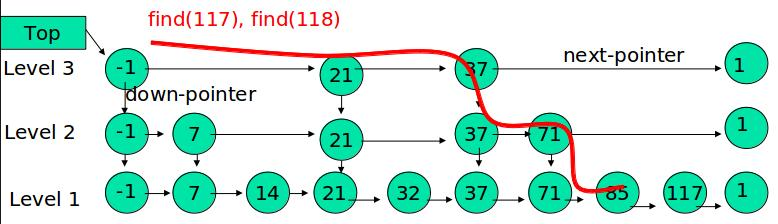 find(117), find(118)
Top
Level 3 -1 21 37 next-pointer 1
down-pointer
Level 2 -1 7 21 37 71 1
Level 1 -1 7 14 21 32 37 71 85 117 1